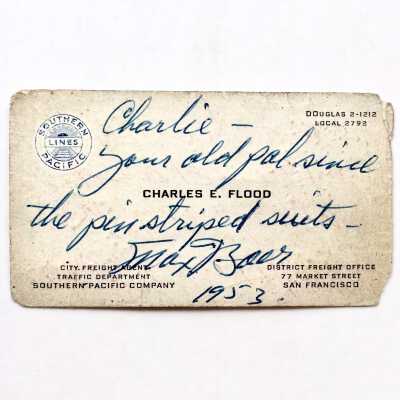 SOUTHERN
LINES
PACIFIC
DOUGLAS 2-1212
LOCAL 2792
Charlie –
your old pal since
CHARLES E. FLOOD
the pin striped suits –
Max Baer
1953.
CITY FREIGHT AGENT
TRAFFIC DEPARTMENT
SOUTHERN PACIFIC COMPANY
DISTRICT FREIGHT OFFICE
77 MARKET STREET
SAN FRANCISCO